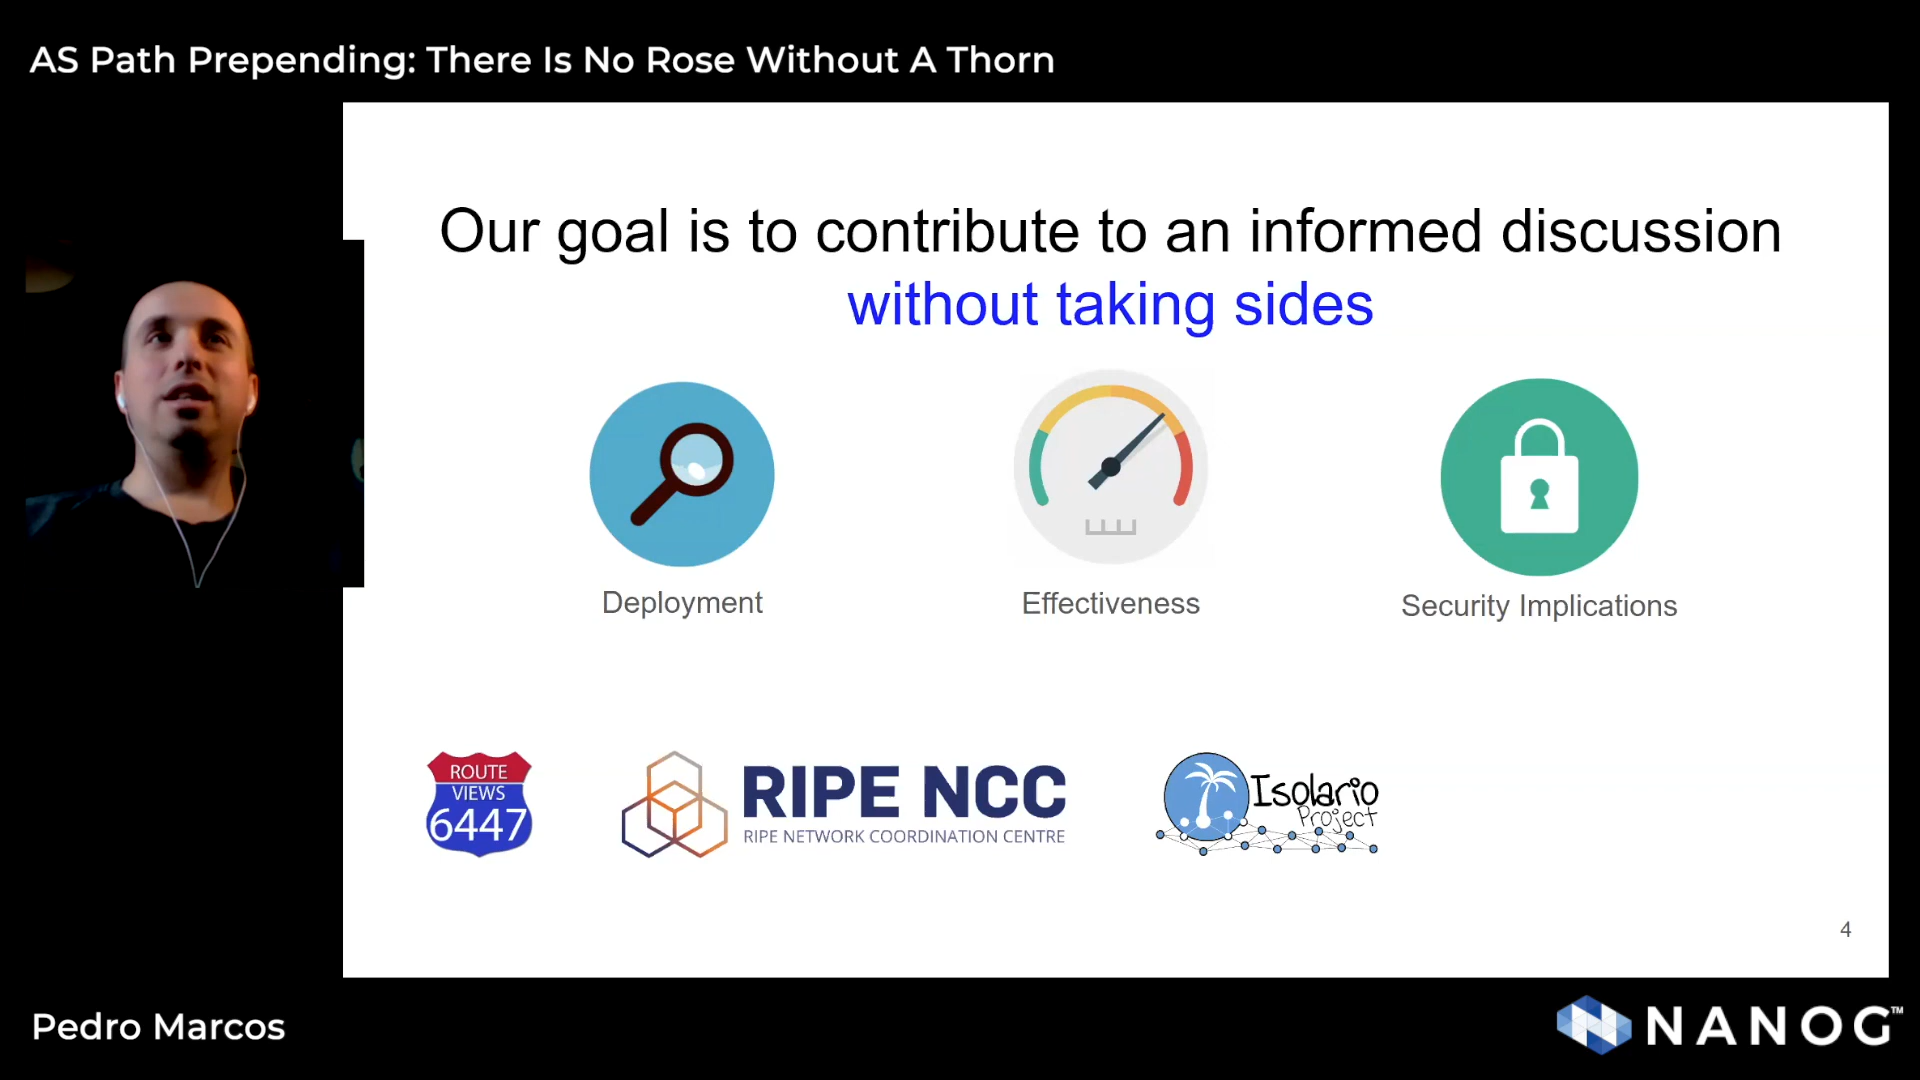 AS Path Prepending: There Is No Rose Without A Thorn
Our goal is to contribute to an informed discussion
without taking sides
Deployment
Effectiveness
Security Implications
ROUTE
VIEWS
6447
RIPE NCC
RIPE NETWORK COORDINATION CENTRE
Isolario
Project
4
Pedro Marcos
NANOG™